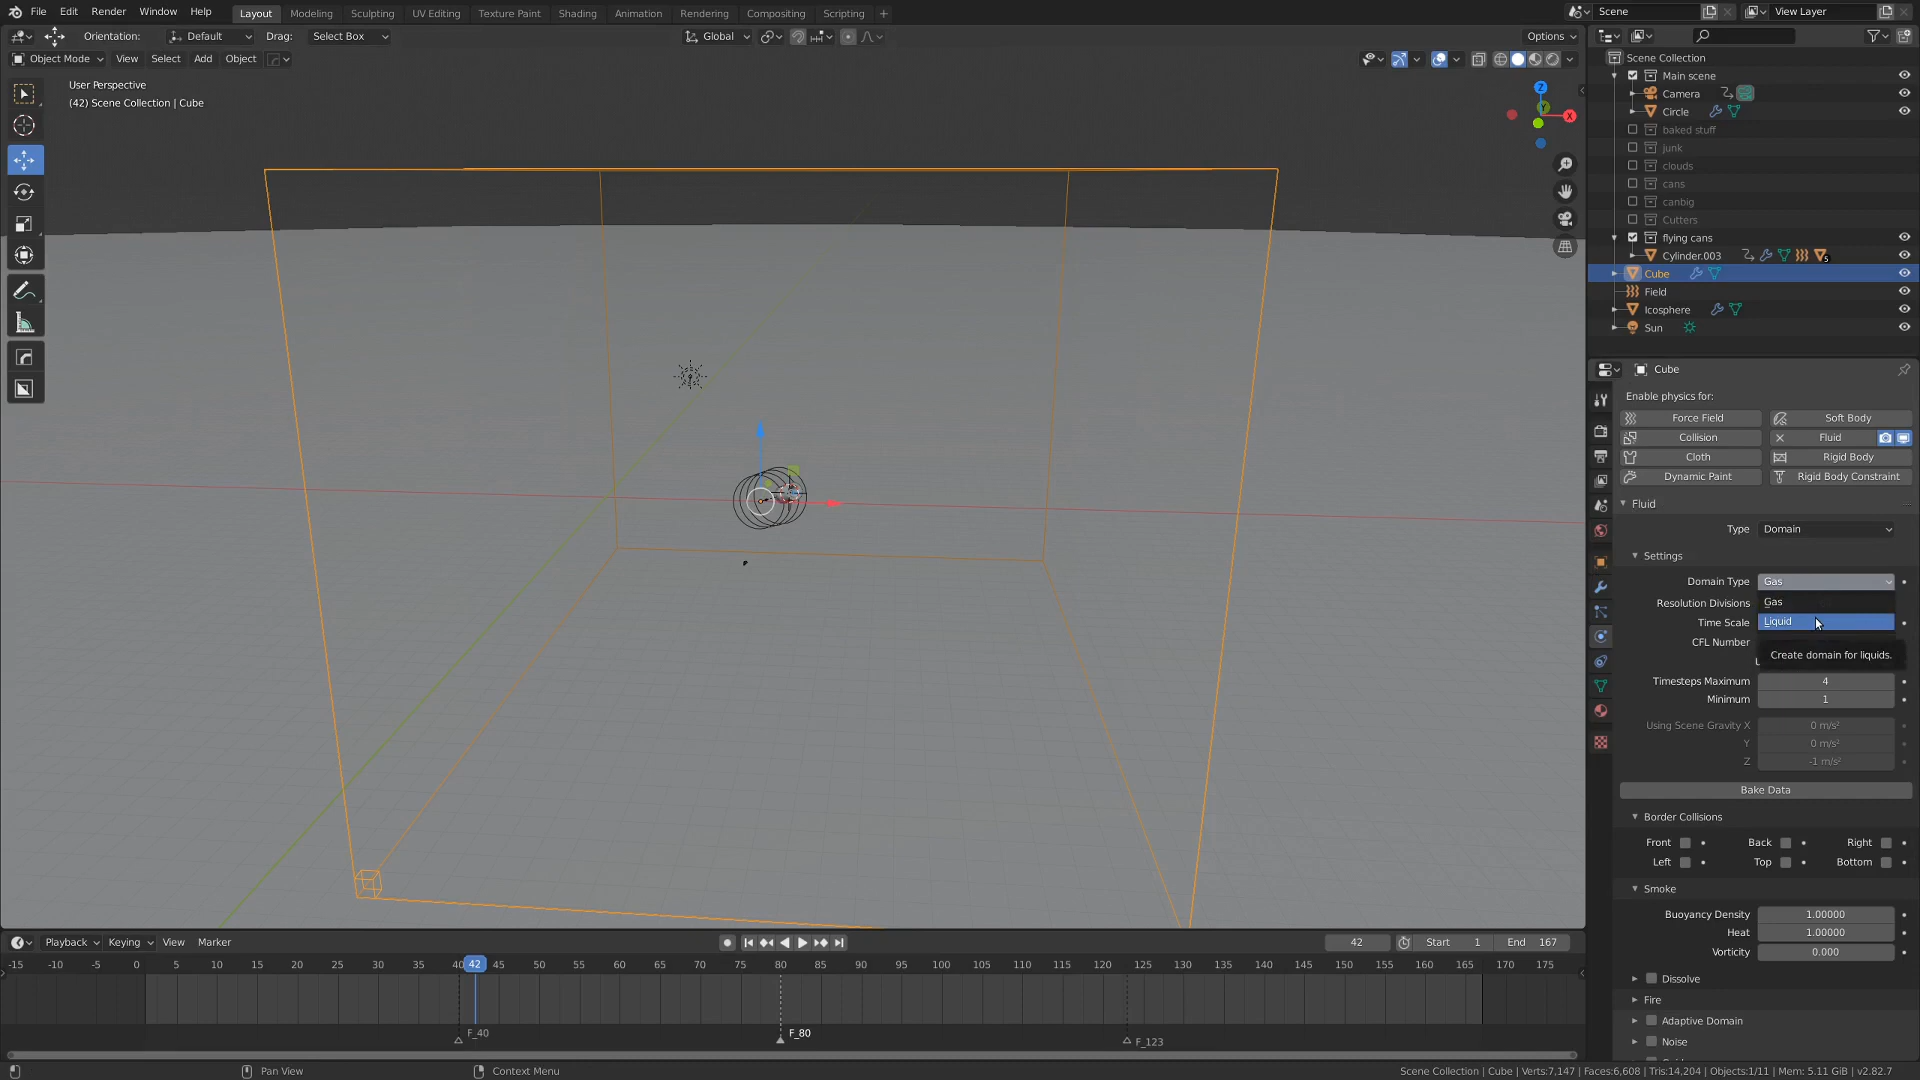 File Edit Render Window Help Layout Modeling Sculpting UV Editing Texture Paint Shading Animation Rendering Compositing Scripting + Scene View Layer
Orientation: Default Drag: Select Box Global Options
Object Mode View Select Add Object
User Perspective
(42) Scene Collection | Cube
Z
Y
X
Scene Collection
Main scene
Camera
Circle
baked stuff
junk
clouds
cans
canbig
Cutters
flying cans
Cylinder.003
5
Cube
Field
Icosphere
Sun
Cube
Enable physics for:
Force Field Soft Body
Collision Fluid
Cloth Rigid Body
Dynamic Paint Rigid Body Constraint
Fluid
Type Domain
Settings
Domain Type Gas
Resolution Divisions Gas
Time Scale Liquid
CFL Number
Create domain for liquids.
Timesteps Maximum 4
Minimum 1
Using Scene Gravity X 0 m/s²
Y 0 m/s²
Z -1 m/s²
Bake Data
Border Collisions
Front Back Right
Left Top Bottom
Smoke
Buoyancy Density 1.00000
Heat 1.00000
Vorticity 0.000
Dissolve
Fire
Adaptive Domain
Noise
Playback Keying View Marker 42 Start 1 End 167
-15 -10 -5 0 5 10 15 20 25 30 35 40 42 45 50 55 60 65 70 75 80 85 90 95 100 105 110 115 120 125 130 135 140 145 150 155 160 165 170 175
F_40 F_80 F_123
Pan View Context Menu Scene Collection | Cube | Verts:7,147 | Faces:6,608 | Tris:14,204 | Objects:1/11 | Mem: 5.11 GiB | v2.82.7